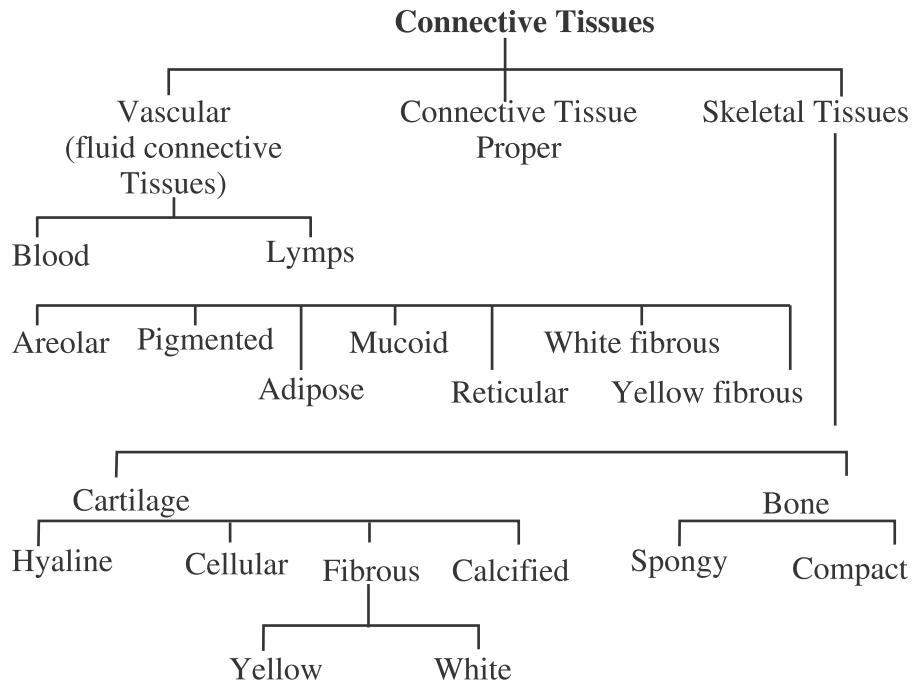 Connective Tissues
Vascular
(fluid connective
Tissues)
Connective Tissue
Proper
Skeletal Tissues
Blood
Lymps
Areolar
Pigmented
Adipose
Mucoid
Reticular
White fibrous
Yellow fibrous
Cartilage
Bone
Hyaline
Cellular
Fibrous
Calcified
Spongy
Compact
Yellow
White